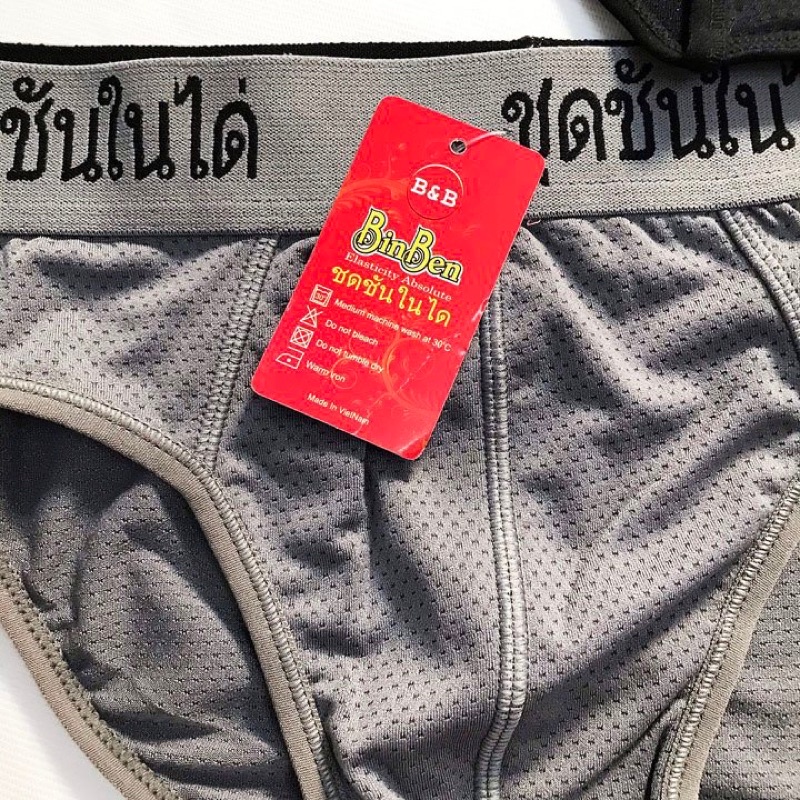 ชันในได่
ชุดชันใน
B&B
BinBen
Elasticity Absolute
ชดชันในได
30°
Medium machine wash at 30°C
Do not bleach
Do not tumble dry
Warm iron
Made In VietNam